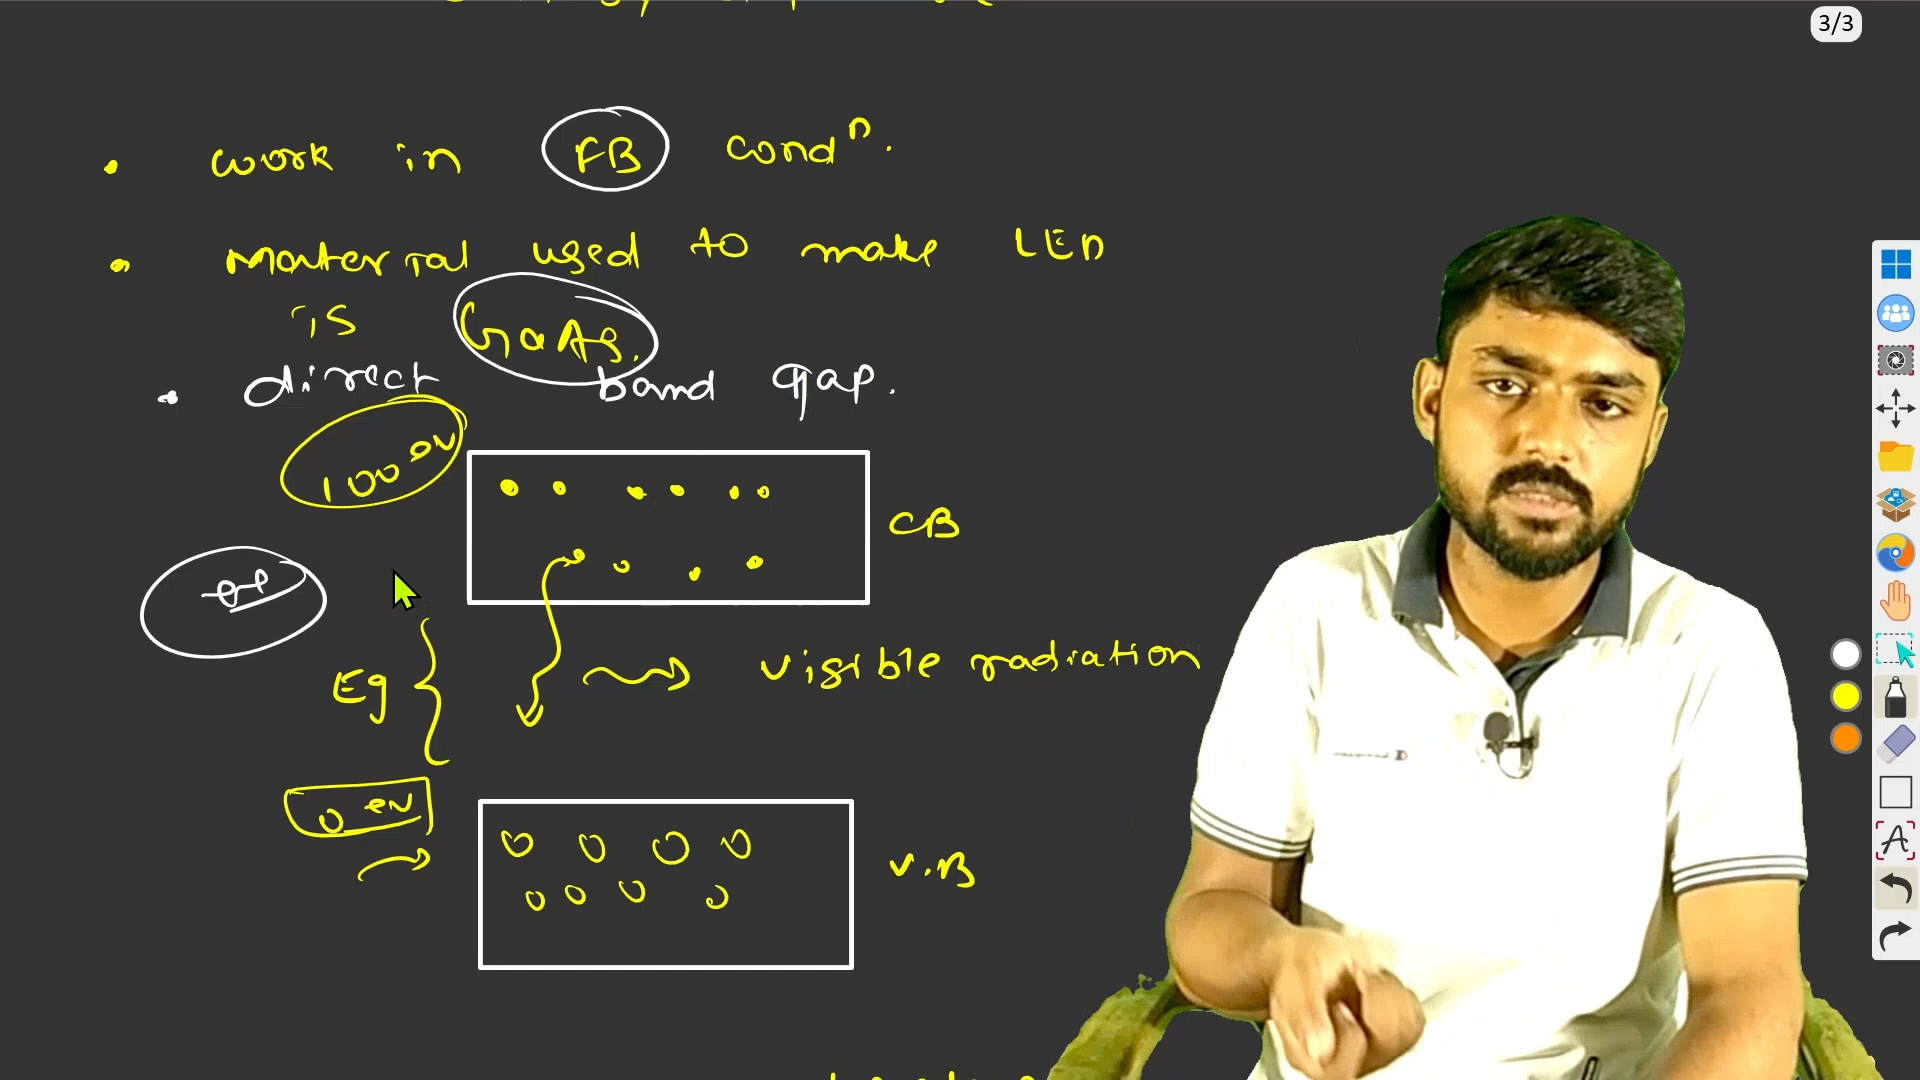 3/3
• work in FB condⁿ.
• Material used to make LED
is GaAs.
• direct band gap.
100 eV
CB
Eg
visible radiation
0 eV
V.B